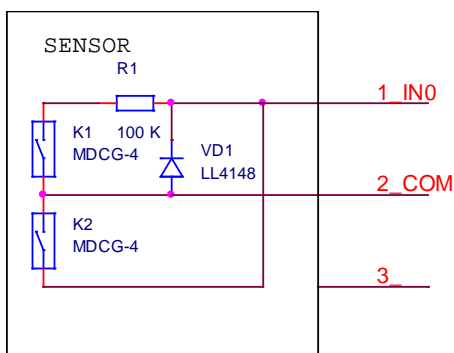 SENSOR
R1
1_IN0
K1
100 K
MDCG-4
VD1
LL4148
2_COM
K2
MDCG-4
3_